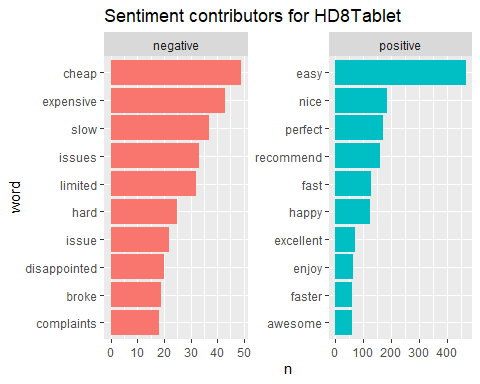 Sentiment contributors for HD8Tablet
negative
positive
word
cheap
expensive
slow
issues
limited
hard
issue
disappointed
broke
complaints
easy
nice
perfect
recommend
fast
happy
excellent
enjoy
faster
awesome
0 10 20 30 40 50
0 100 200 300 400
n